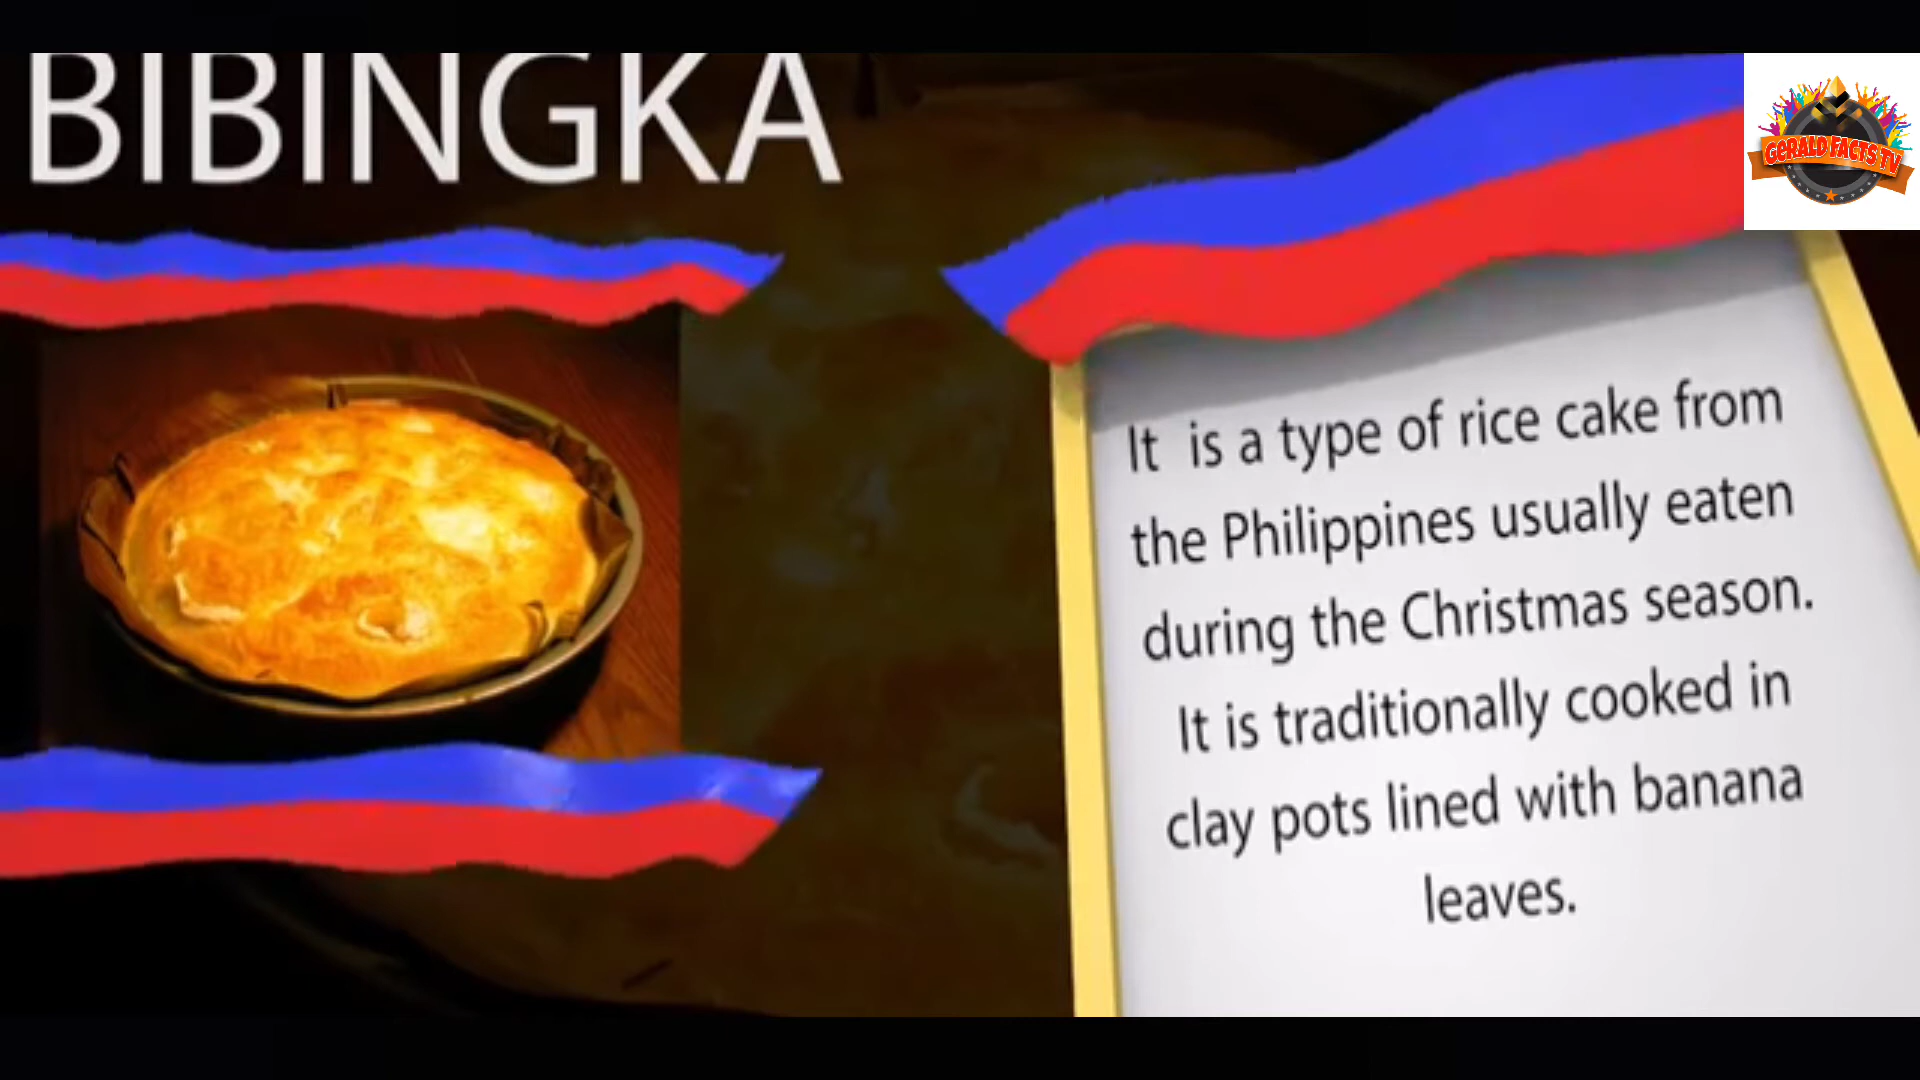 BIBINGKA
GERALD FACTS TV
It is a type of rice cake from
the Philippines usually eaten
during the Christmas season.
It is traditionally cooked in
clay pots lined with banana
leaves.